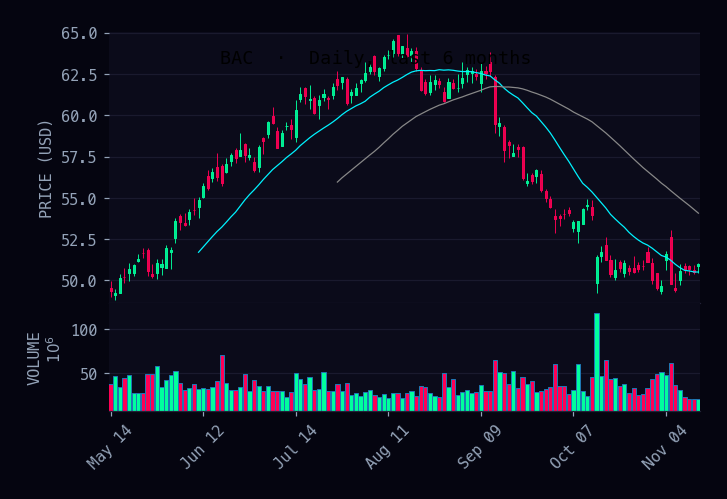 BAC · Daily, last 6 months
65.0
62.5
60.0
57.5
55.0
52.5
50.0
PRICE (USD)
100
50
VOLUME
10⁶
May 14
Jun 12
Jul 14
Aug 11
Sep 09
Oct 07
Nov 04